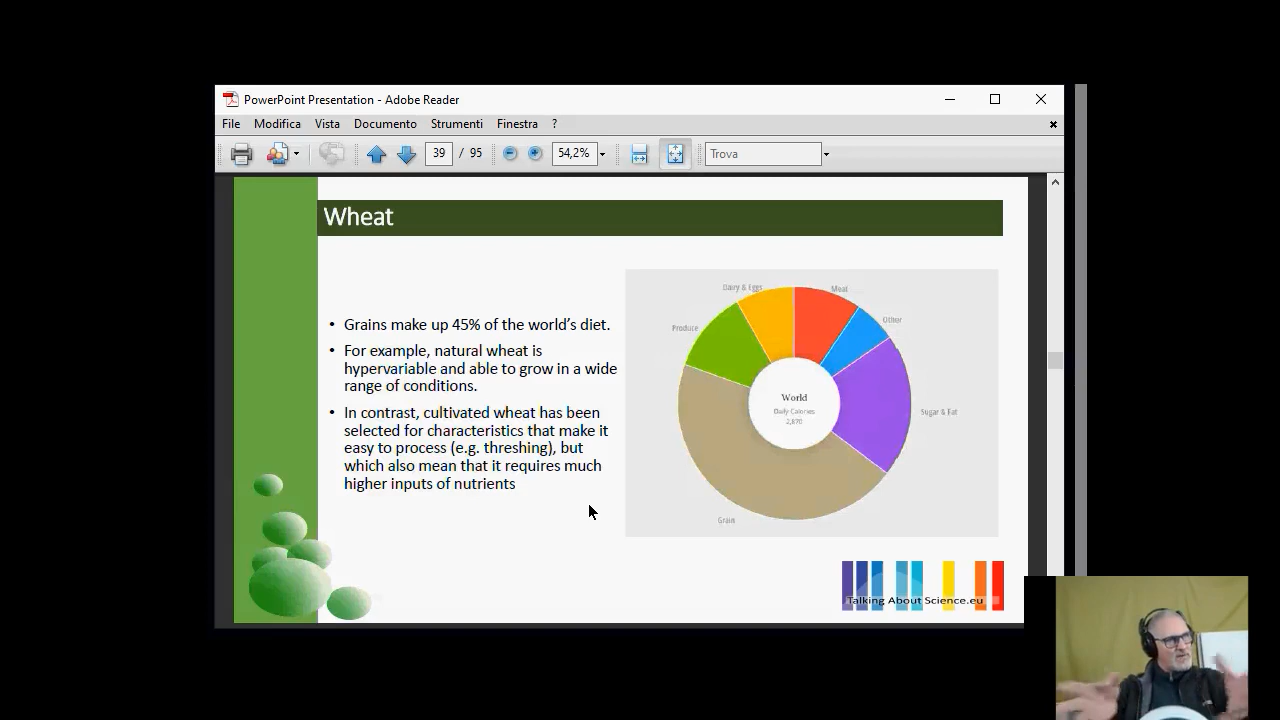 PowerPoint Presentation - Adobe Reader
File Modifica Vista Documento Strumenti Finestra ?
39 / 95 54,2% Trova
Wheat
• Grains make up 45% of the world's diet.
• For example, natural wheat is
hypervariable and able to grow in a wide
range of conditions.
• In contrast, cultivated wheat has been
selected for characteristics that make it
easy to process (e.g. threshing), but
which also mean that it requires much
higher inputs of nutrients
Dairy & Eggs
Meat
Other
Produce
World
Daily Calories
2,870
Sugar & Fat
Grain
Talking About Science.eu